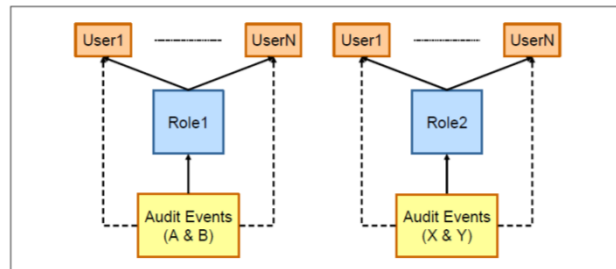 User1
UserN
User1
UserN
Role1
Role2
Audit Events
(A & B)
Audit Events
(X & Y)